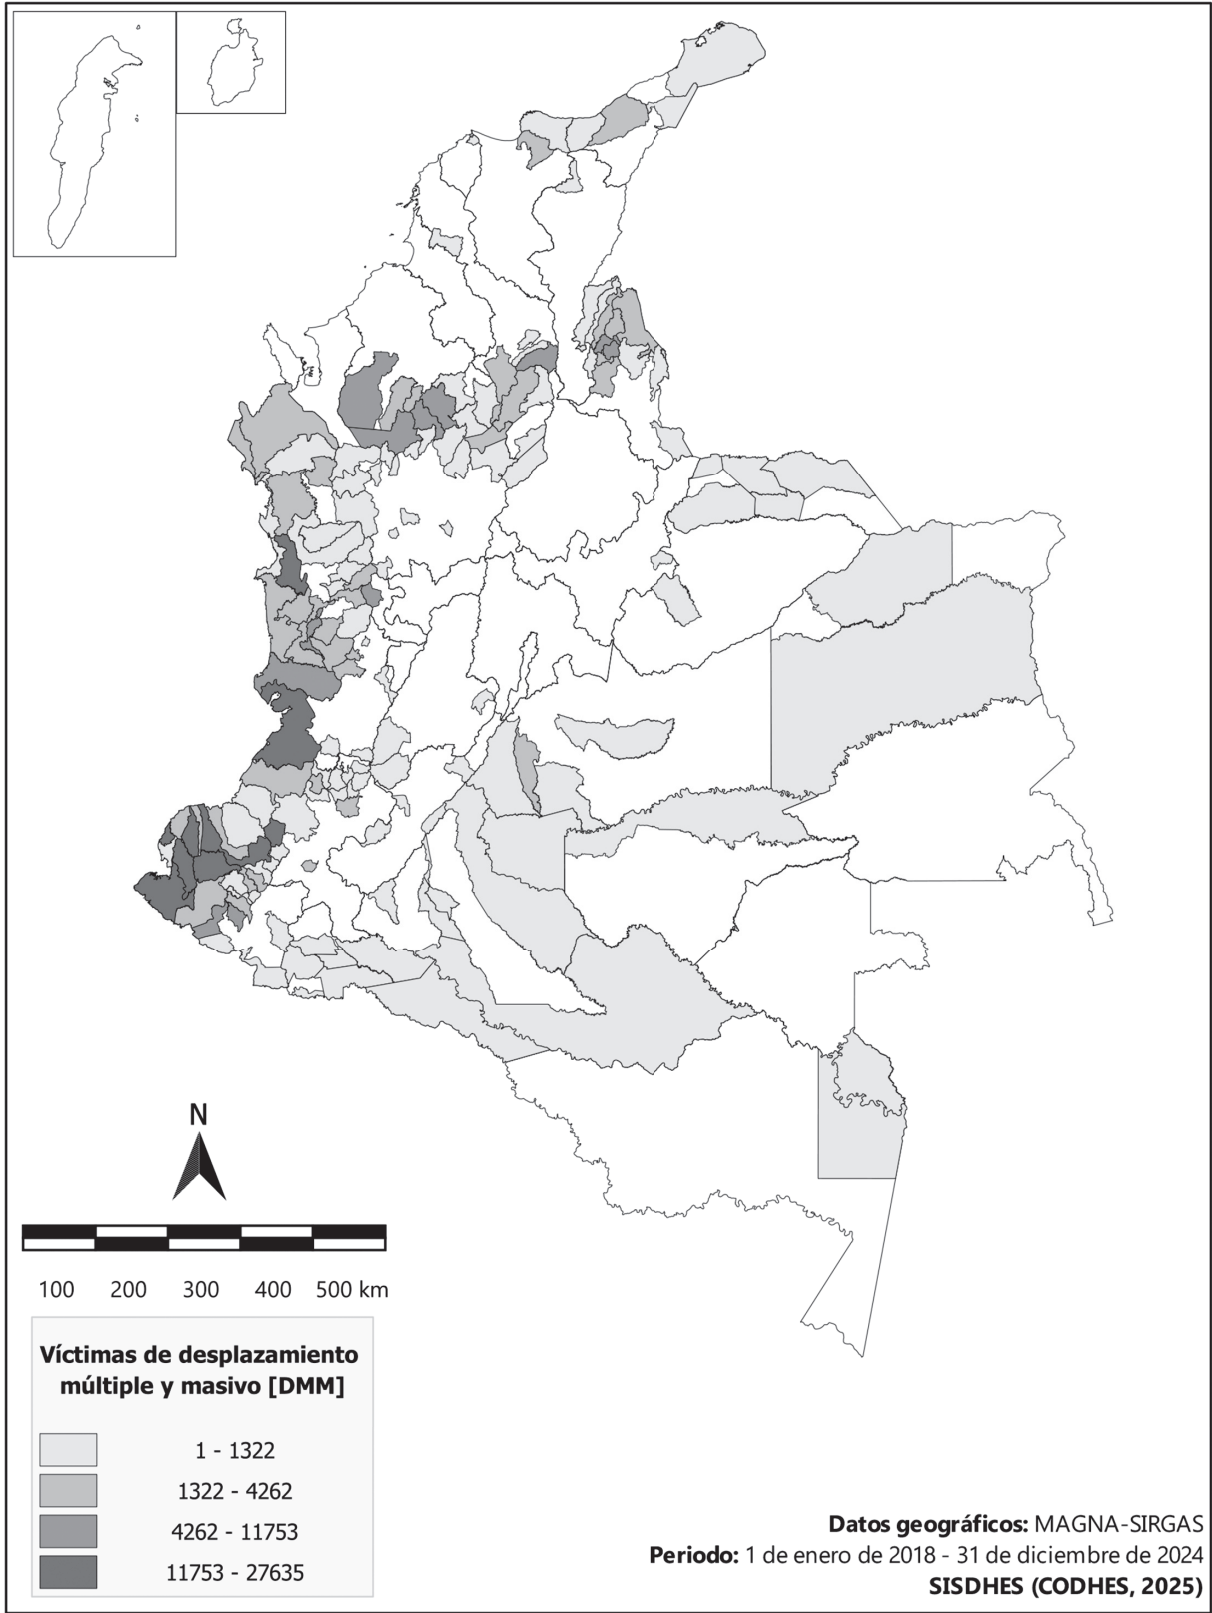 N
100 200 300 400 500 km
Víctimas de desplazamiento
múltiple y masivo [DMM]
1 - 1322
1322 - 4262
4262 - 11753
11753 - 27635
Datos geográficos: MAGNA-SIRGAS
Periodo: 1 de enero de 2018 - 31 de diciembre de 2024
SISDHES (CODHES, 2025)